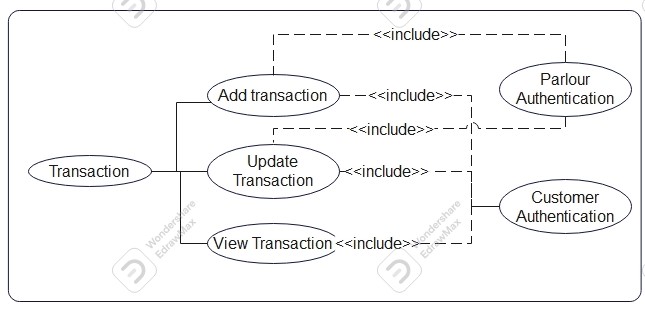 <<include>>
Parlour
Authentication
Add transaction
<<include>>
<<include>>
Update
Transaction
Transaction
<<include>>
Customer
Authentication
View Transaction
<<include>>
Wondershare
EdrawMax
Wondershare
EdrawMax